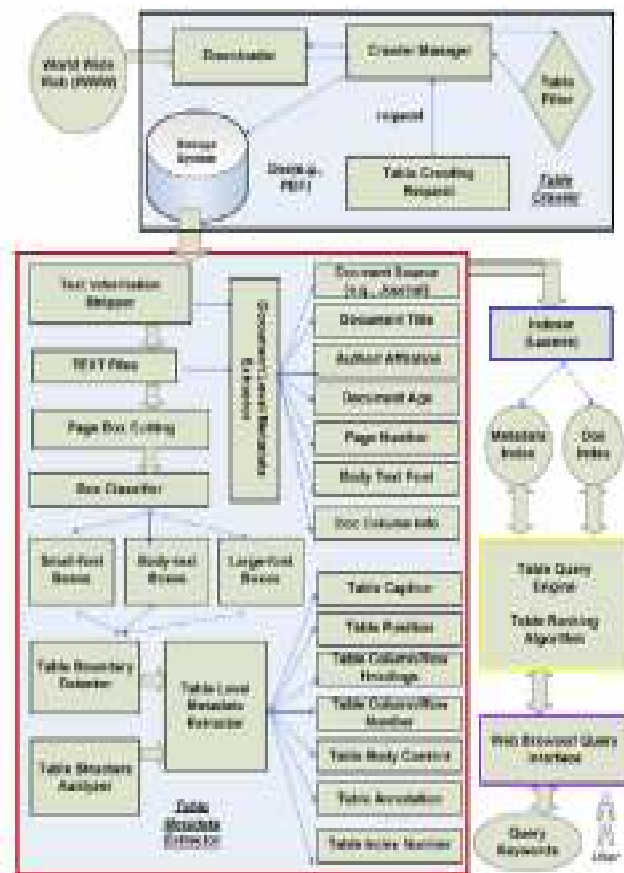 World Wide
Web (WWW)
Downloader
Crawler Manager
Table
Filter
request
Storage
System
Table Crawling
Request
Table
Crawler
Text Information
Stripper
TEXT Files
Page Box Cutting
Box Classifier
Small-font
Boxes
Body-text
Boxes
Large-font
Boxes
Table Boundary
Detector
Table Structure
Analyzer
Table Level
Metadata
Extractor
Table
Metadata
Extractor
Document Level Metadata
Extractor
Document Source
(e.g., Journal)
Document Title
Author Affiliation
Document Age
Page Number
Body Text Font
Doc Column Info
Table Caption
Table Position
Table Column/Row
Headings
Table Column/Row
Number
Table Body Content
Table Annotation
Table Index Number
Indexer
(Lucene)
Metadata
Index
Doc
Index
Table Query
Engine
Table Ranking
Algorithm
Web Browser/Query
Interface
Query
Keywords
User